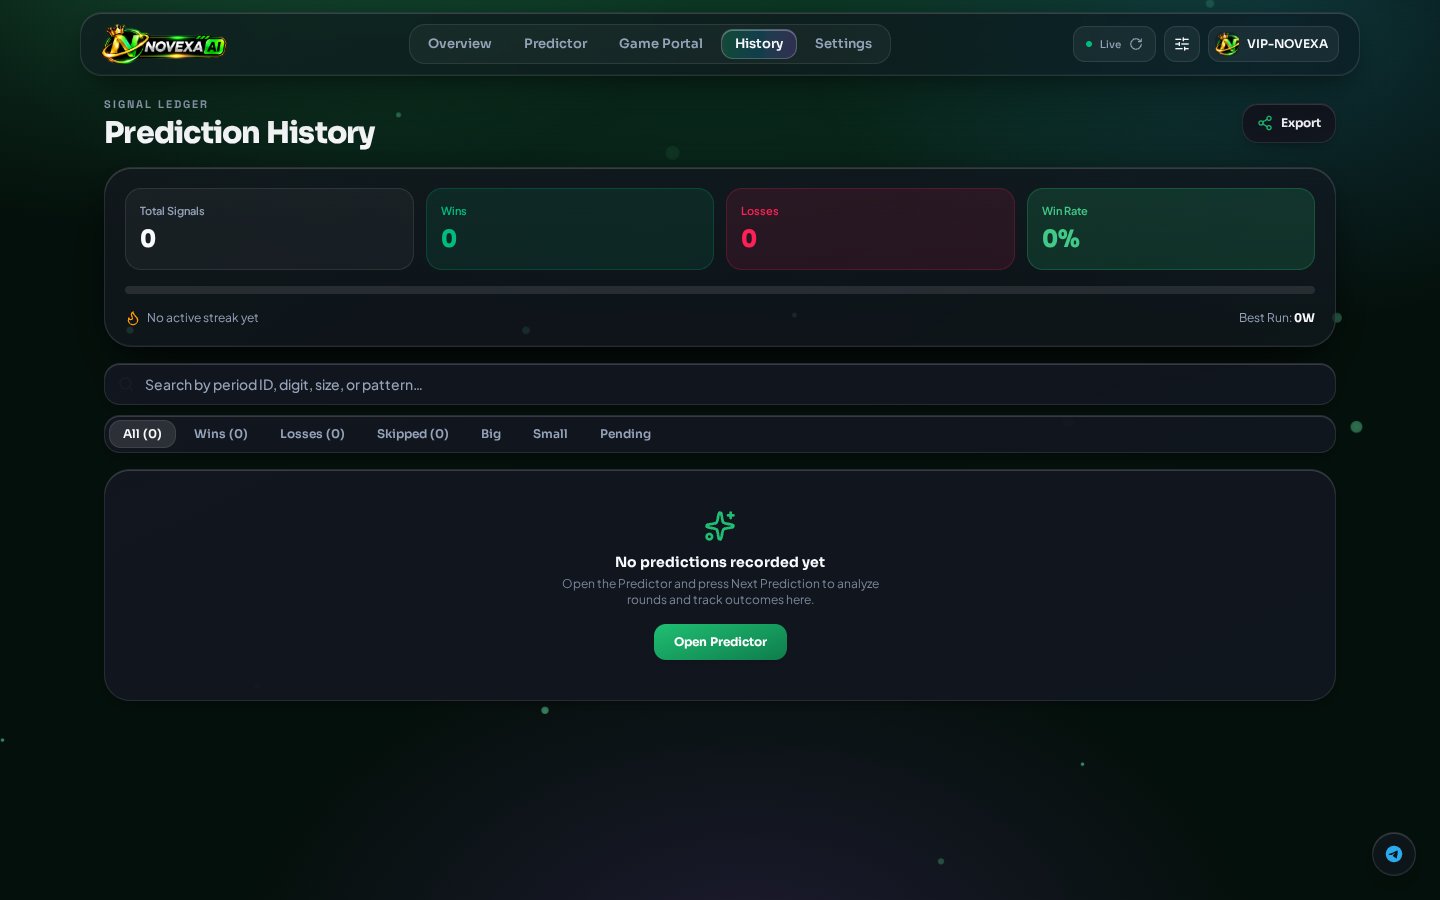 NOVEXA AI
Overview
Predictor
Game Portal
History
Settings
Live
VIP-NOVEXA
SIGNAL LEDGER
Prediction History
Export
Total Signals
0
Wins
0
Losses
0
Win Rate
0%
No active streak yet
Best Run: 0W
Search by period ID, digit, size, or pattern...
All (0)
Wins (0)
Losses (0)
Skipped (0)
Big
Small
Pending
No predictions recorded yet
Open the Predictor and press Next Prediction to analyze
rounds and track outcomes here.
Open Predictor